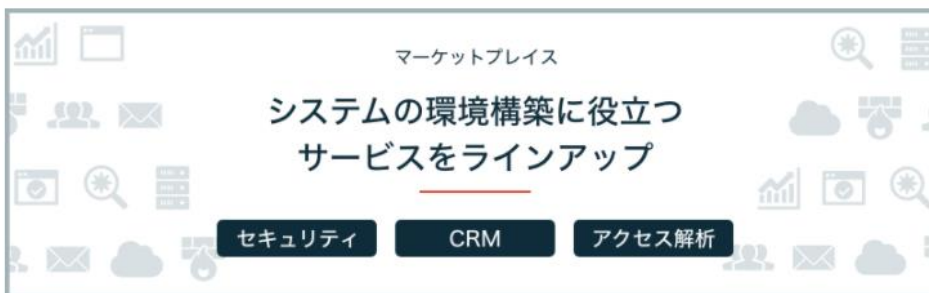 マーケットプレイス
システムの環境構築に役立つ
サービスをラインアップ
セキュリティ
CRM
アクセス解析